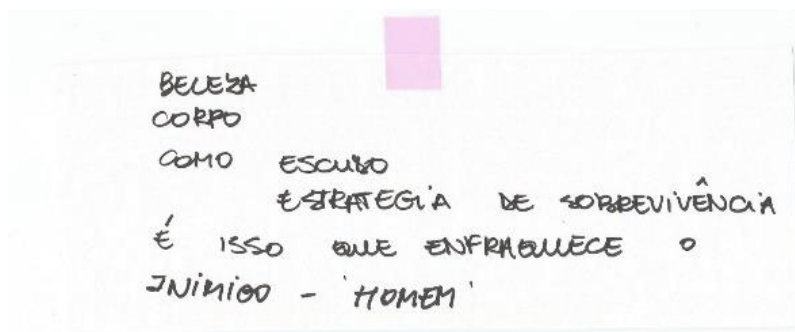 BELEZA
CORPO
COMO ESCUDO
ESTRATEGIA DE SOBREVIVÊNCIA
É ISSO QUE ENFRAQUECE O
INIMIGO - 'HOMEM'